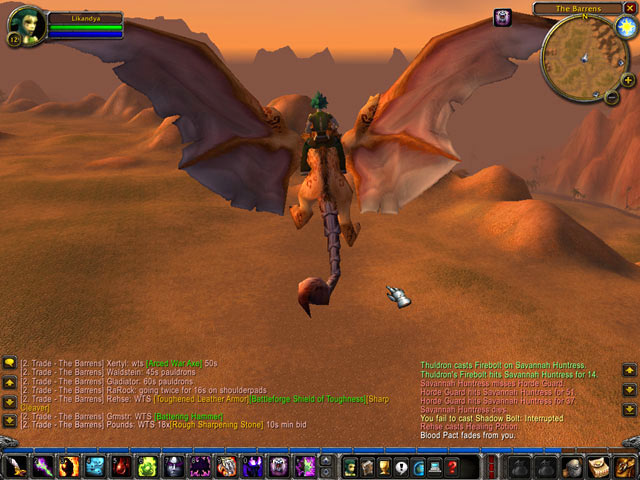 Likandya
12
The Barrens
N
[2. Trade - The Barrens] Xertyl: wts [Arced War Axe] 50s
[2. Trade - The Barrens] Waldstein: 45s pauldrons
[2. Trade - The Barrens] Gladiator: 60s pauldrons
[2. Trade - The Barrens] RaRock: going twice for 16s on shoulderpads
[2. Trade - The Barrens] Rehse: WTS [Toughened Leather Armor][Battleforge Shield of Toughness][Sharp
Cleaver]
[2. Trade - The Barrens] Grmstr: WTS [Battering Hammer]
[2. Trade - The Barrens] Pounds: WTS 18x[Rough Sharpening Stone] 10s min bid
Thuldron casts Firebolt on Savannah Huntress.
Thuldron's Firebolt hits Savannah Huntress for 14.
Savannah Huntress misses Horde Guard.
Horde Guard hits Savannah Huntress for 51.
Horde Guard hits Savannah Huntress for 37.
Savannah Huntress dies.
You fail to cast Shadow Bolt: Interrupted.
Rehse casts Healing Potion.
Blood Pact fades from you.